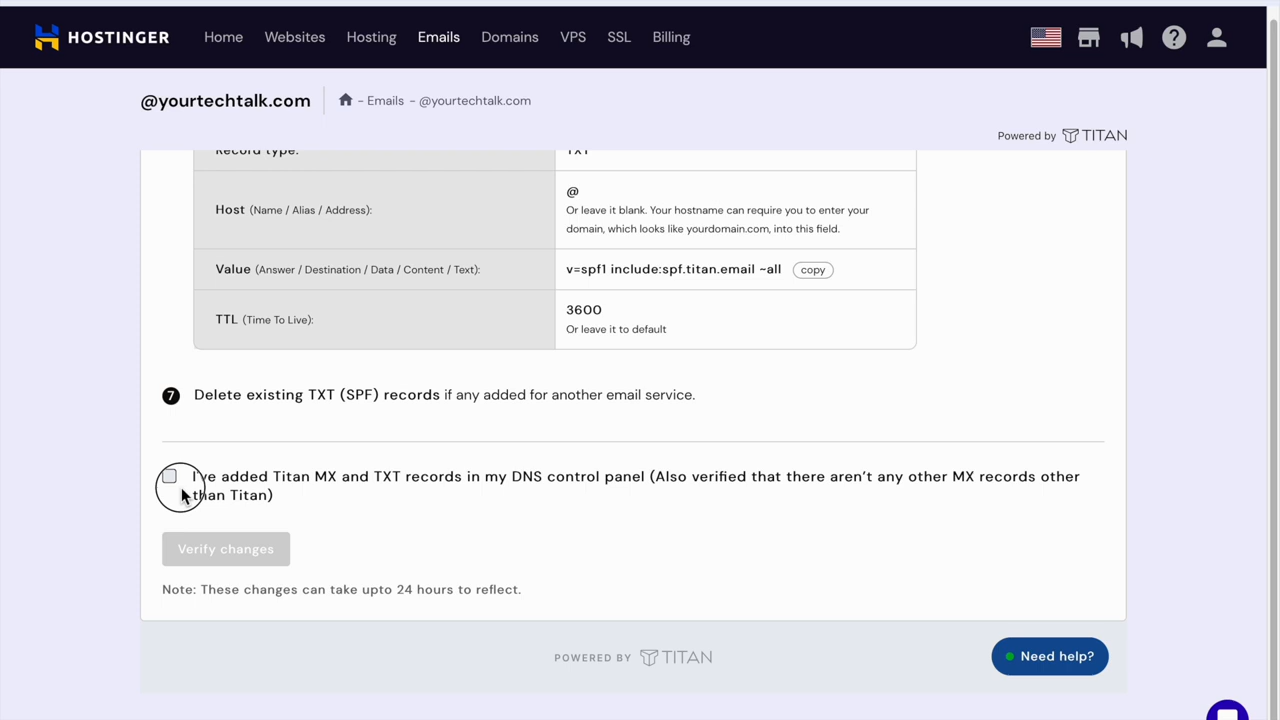 HOSTINGER Home Websites Hosting Emails Domains VPS SSL Billing
@yourtechtalk.com - Emails - @yourtechtalk.com
Powered by TITAN
Record type: TXT
Host (Name / Alias / Address): @
Or leave it blank. Your hostname can require you to enter your
domain, which looks like yourdomain.com, into this field.
Value (Answer / Destination / Data / Content / Text): v=spf1 include:spf.titan.email ~all copy
TTL (Time To Live): 3600
Or leave it to default
7 Delete existing TXT (SPF) records if any added for another email service.
I've added Titan MX and TXT records in my DNS control panel (Also verified that there aren't any other MX records other
than Titan)
Verify changes
Note: These changes can take upto 24 hours to reflect.
POWERED BY TITAN
Need help?